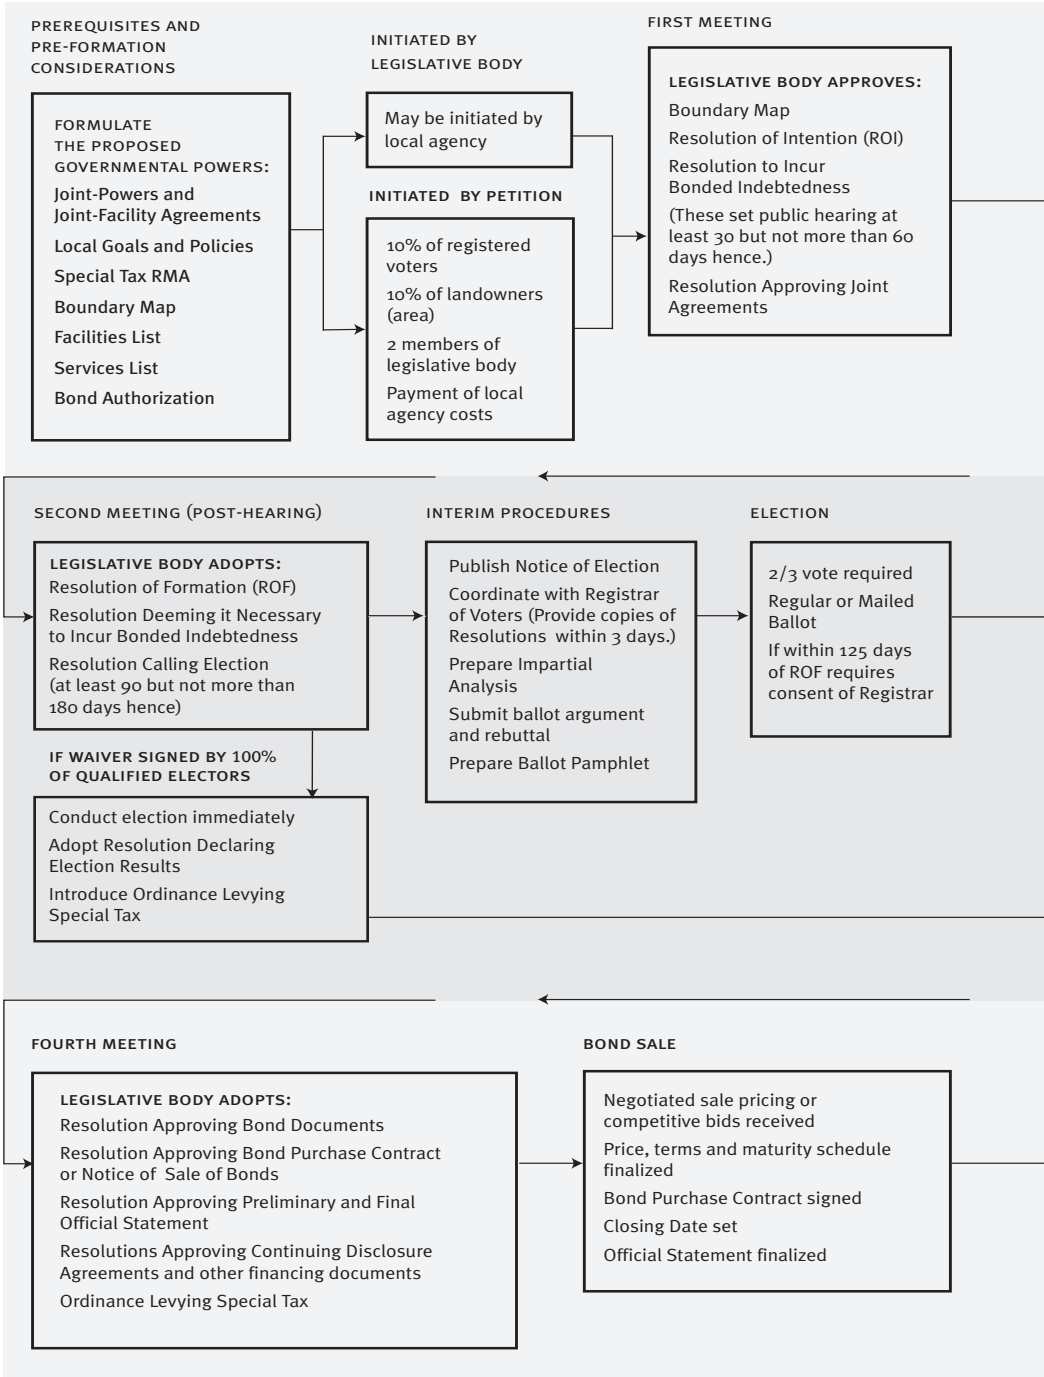 PREREQUISITES AND
PRE-FORMATION
CONSIDERATIONS
FORMULATE
THE PROPOSED
GOVERNMENTAL POWERS:
Joint-Powers and
Joint-Facility Agreements
Local Goals and Policies
Special Tax RMA
Boundary Map
Facilities List
Services List
Bond Authorization
INITIATED BY
LEGISLATIVE BODY
May be initiated by
local agency
INITIATED BY PETITION
10% of registered
voters
10% of landowners
(area)
2 members of
legislative body
Payment of local
agency costs
FIRST MEETING
LEGISLATIVE BODY APPROVES:
Boundary Map
Resolution of Intention (ROI)
Resolution to Incur
Bonded Indebtedness
(These set public hearing at
least 30 but not more than 60
days hence.)
Resolution Approving Joint
Agreements
SECOND MEETING (POST-HEARING)
LEGISLATIVE BODY ADOPTS:
Resolution of Formation (ROF)
Resolution Deeming it Necessary
to Incur Bonded Indebtedness
Resolution Calling Election
(at least 90 but not more than
180 days hence)
IF WAIVER SIGNED BY 100%
OF QUALIFIED ELECTORS
Conduct election immediately
Adopt Resolution Declaring
Election Results
Introduce Ordinance Levying
Special Tax
INTERIM PROCEDURES
Publish Notice of Election
Coordinate with Registrar
of Voters (Provide copies of
Resolutions within 3 days.)
Prepare Impartial
Analysis
Submit ballot argument
and rebuttal
Prepare Ballot Pamphlet
ELECTION
2/3 vote required
Regular or Mailed
Ballot
If within 125 days
of ROF requires
consent of Registrar
FOURTH MEETING
LEGISLATIVE BODY ADOPTS:
Resolution Approving Bond Documents
Resolution Approving Bond Purchase Contract
or Notice of Sale of Bonds
Resolution Approving Preliminary and Final
Official Statement
Resolutions Approving Continuing Disclosure
Agreements and other financing documents
Ordinance Levying Special Tax
BOND SALE
Negotiated sale pricing or
competitive bids received
Price, terms and maturity schedule
finalized
Bond Purchase Contract signed
Closing Date set
Official Statement finalized